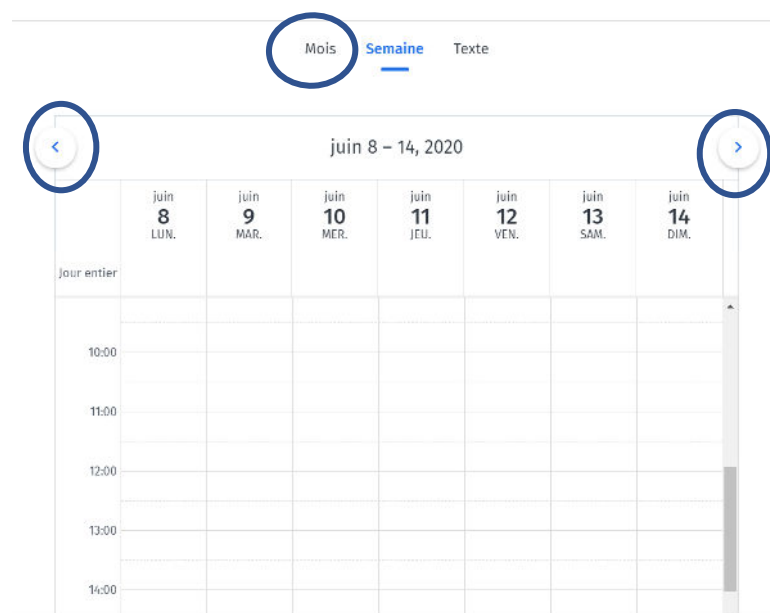 Mois Semaine Texte
juin 8 – 14, 2020
juin juin juin juin juin juin juin
8 9 10 11 12 13 14
LUN. MAR. MER. JEU. VEN. SAM. DIM.
Jour entier
10:00
11:00
12:00
13:00
14:00